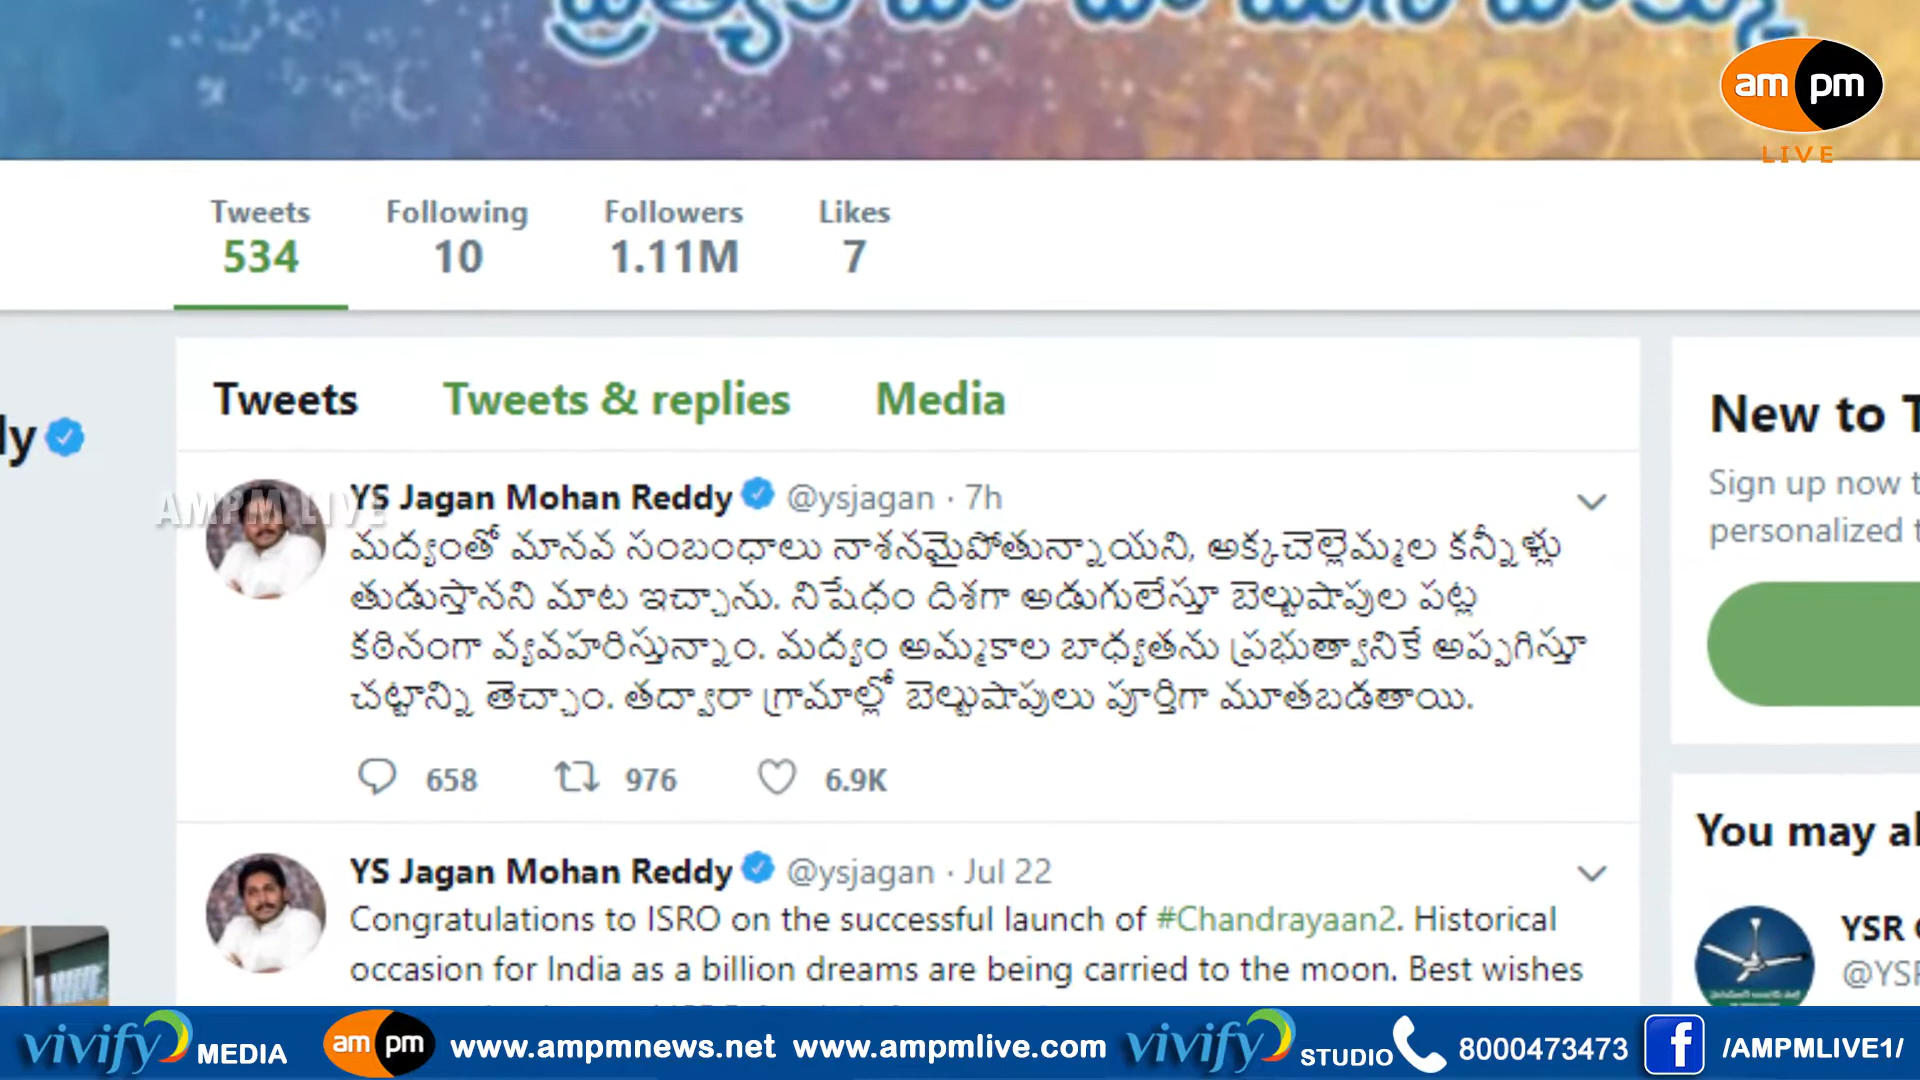 am pm
LIVE
Tweets Following Followers Likes
534 10 1.11M 7
Tweets Tweets & replies Media
New to
Sign up now
personalized
AMPM LIVE
YS Jagan Mohan Reddy @ysjagan · 7h
మద్యంతో మానవ సంబంధాలు నాశనమైపోతున్నాయని, అక్కచెల్లెమ్మల కన్నీళ్లు
తుడుస్తానని మాట ఇచ్చాను. నిషేధం దిశగా అడుగులేస్తూ బెల్టుషాపుల పట్ల
కఠినంగా వ్యవహరిస్తున్నాం. మద్యం అమ్మకాల బాధ్యతను ప్రభుత్వానికే అప్పగిస్తూ
చట్టాన్ని తెచ్చాం. తద్వారా గ్రామాల్లో బెల్టుషాపులు పూర్తిగా మూతబడతాయి.
658 976 6.9K
YS Jagan Mohan Reddy @ysjagan · Jul 22
Congratulations to ISRO on the successful launch of #Chandrayaan2. Historical
occasion for India as a billion dreams are being carried to the moon. Best wishes
You may
YSR
vivify MEDIA am pm www.ampmnews.net www.ampmlive.com vivify STUDIO 8000473473 f /AMPMLIVE1/